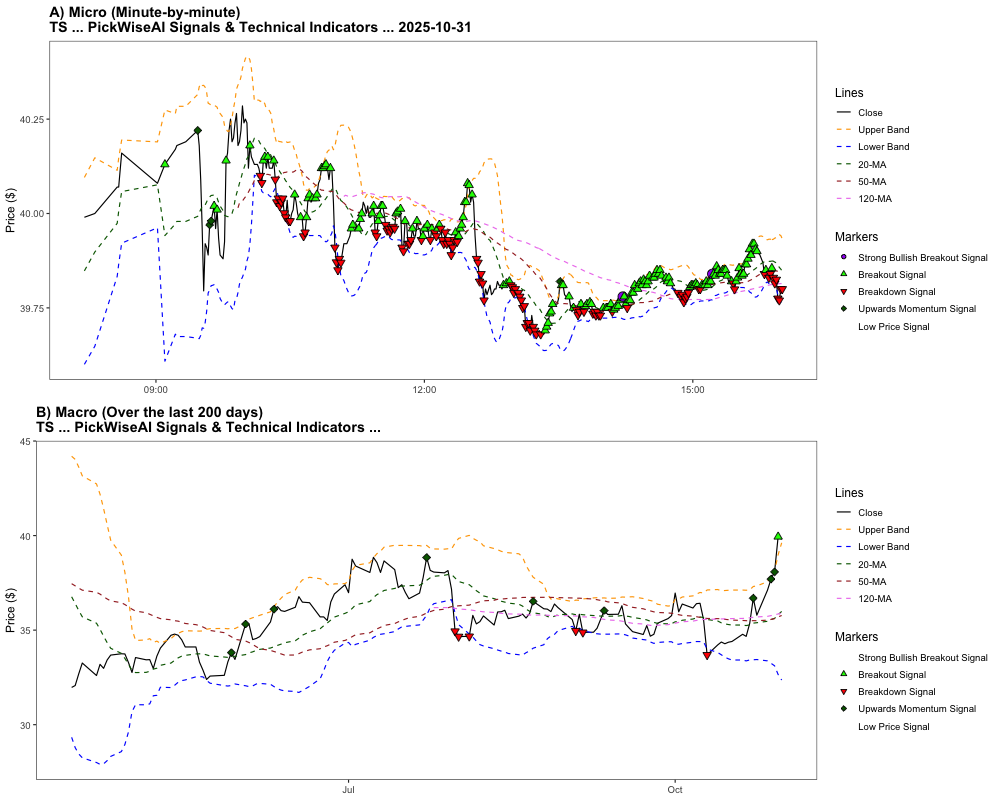 A) Micro (Minute-by-minute)
TS ... PickWiseAI Signals & Technical Indicators ... 2025-10-31
Price ($)
40.25
40.00
39.75
09:00
12:00
15:00
Lines
Close
Upper Band
Lower Band
20-MA
50-MA
120-MA
Markers
Strong Bullish Breakout Signal
Breakout Signal
Breakdown Signal
Upwards Momentum Signal
Low Price Signal
B) Macro (Over the last 200 days)
TS ... PickWiseAI Signals & Technical Indicators ...
Price ($)
45
40
35
30
Jul
Oct
Lines
Close
Upper Band
Lower Band
20-MA
50-MA
120-MA
Markers
Strong Bullish Breakout Signal
Breakout Signal
Breakdown Signal
Upwards Momentum Signal
Low Price Signal